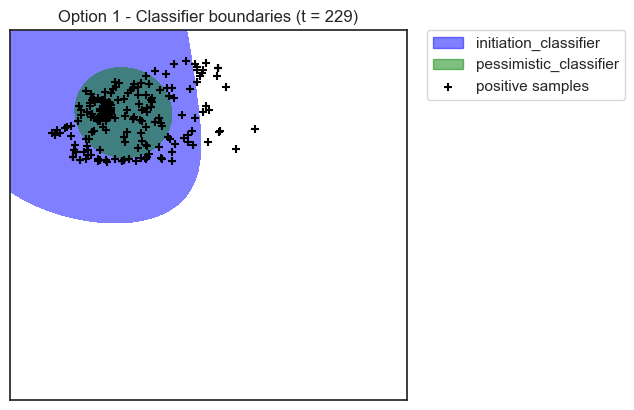 Option 1 - Classifier boundaries (t = 229)
initiation_classifier
pessimistic_classifier
positive samples